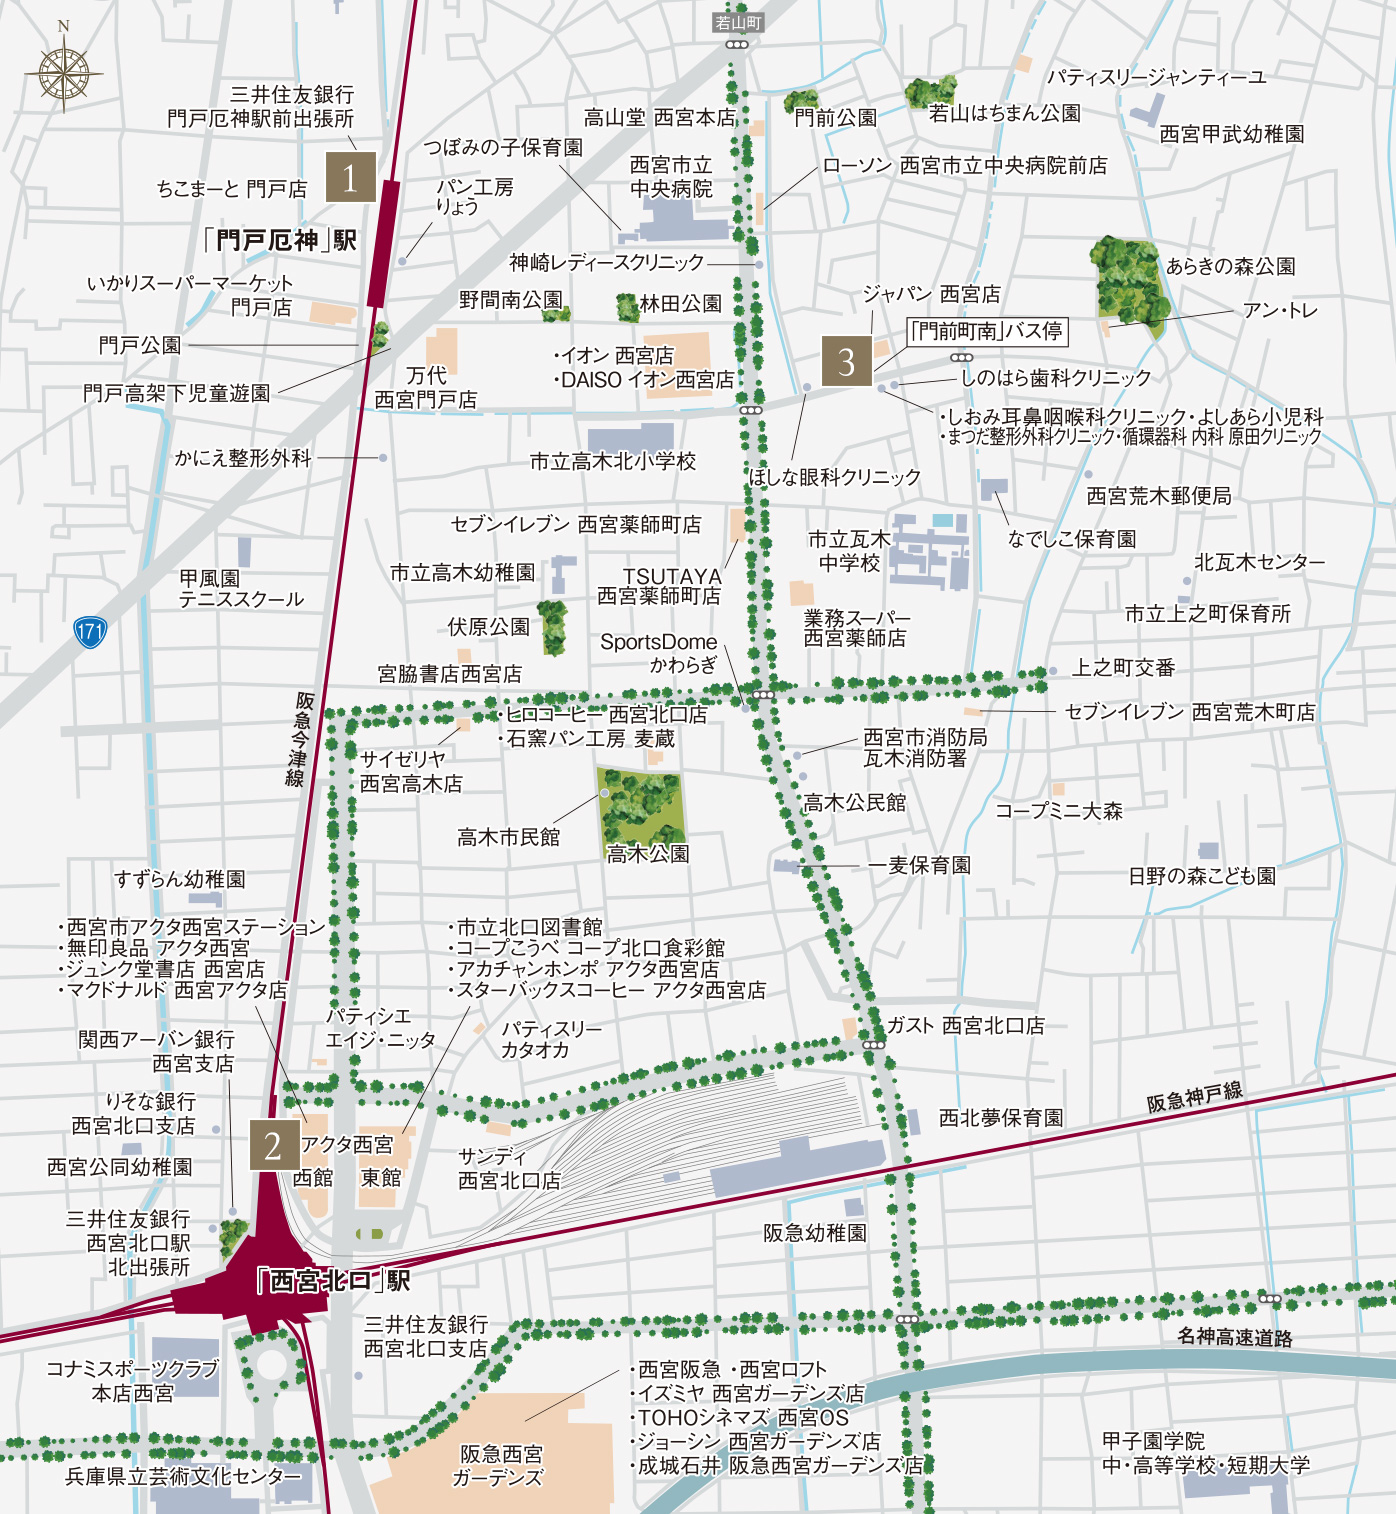 N
若山町
三井住友銀行
門戸厄神駅前出張所
1
ちこまーと 門戸店
「門戸厄神」駅
つぼみの子保育園
パン工房
りょう
高山堂 西宮本店
西宮市立
中央病院
門前公園
若山はちまん公園
パティスリージャンティーユ
西宮甲武幼稚園
ローソン 西宮市立中央病院前店
神崎レディースクリニック
いかりスーパーマーケット
門戸店
野間南公園
林田公園
ジャパン 西宮店
あらきの森公園
アン・トレ
「門前町南」バス停
門戸公園
門戸高架下児童遊園
万代
西宮門戸店
・イオン 西宮店
・DAISO イオン西宮店
3
しのはら歯科クリニック
・しおみ耳鼻咽喉科クリニック・よしあら小児科
・まつだ整形外科クリニック・循環器科 内科 原田クリニック
かにえ整形外科
市立高木北小学校
ほしな眼科クリニック
西宮荒木郵便局
セブンイレブン 西宮薬師町店
市立瓦木
中学校
なでしこ保育園
北瓦木センター
甲風園
テニススクール
市立高木幼稚園
TSUTAYA
西宮薬師町店
業務スーパー
西宮薬師店
市立上之町保育所
171
伏原公園
SportsDome
かわらぎ
宮脇書店西宮店
上之町交番
阪急今津線
・ヒロコーヒー 西宮北口店
・石窯パン工房 麦蔵
セブンイレブン 西宮荒木町店
サイゼリヤ
西宮高木店
西宮市消防局
瓦木消防署
高木公民館
コープミニ大森
高木市民館
高木公園
一麦保育園
日野の森こども園
すずらん幼稚園
・西宮市アクタ西宮ステーション
・無印良品 アクタ西宮
・ジュンク堂書店 西宮店
・マクドナルド 西宮アクタ店
・市立北口図書館
・コープこうべ コープ北口食彩館
・アカチャンホンポ アクタ西宮店
・スターバックスコーヒー アクタ西宮店
パティシエ
エイジ・ニッタ
パティスリー
カタオカ
ガスト 西宮北口店
関西アーバン銀行
西宮支店
りそな銀行
西宮北口支店
2
アクタ西宮
西館
東館
西宮公同幼稚園
サンディ
西宮北口店
西北夢保育園
阪急神戸線
三井住友銀行
西宮北口駅
北出張所
阪急幼稚園
「西宮北口」駅
三井住友銀行
西宮北口支店
名神高速道路
コナミスポーツクラブ
本店西宮
・西宮阪急 ・西宮ロフト
・イズミヤ 西宮ガーデンズ店
・TOHOシネマズ 西宮OS
・ジョーシン 西宮ガーデンズ店
・成城石井 阪急西宮ガーデンズ店
阪急西宮
ガーデンズ
兵庫県立芸術文化センター
甲子園学院
中・高等学校・短期大学